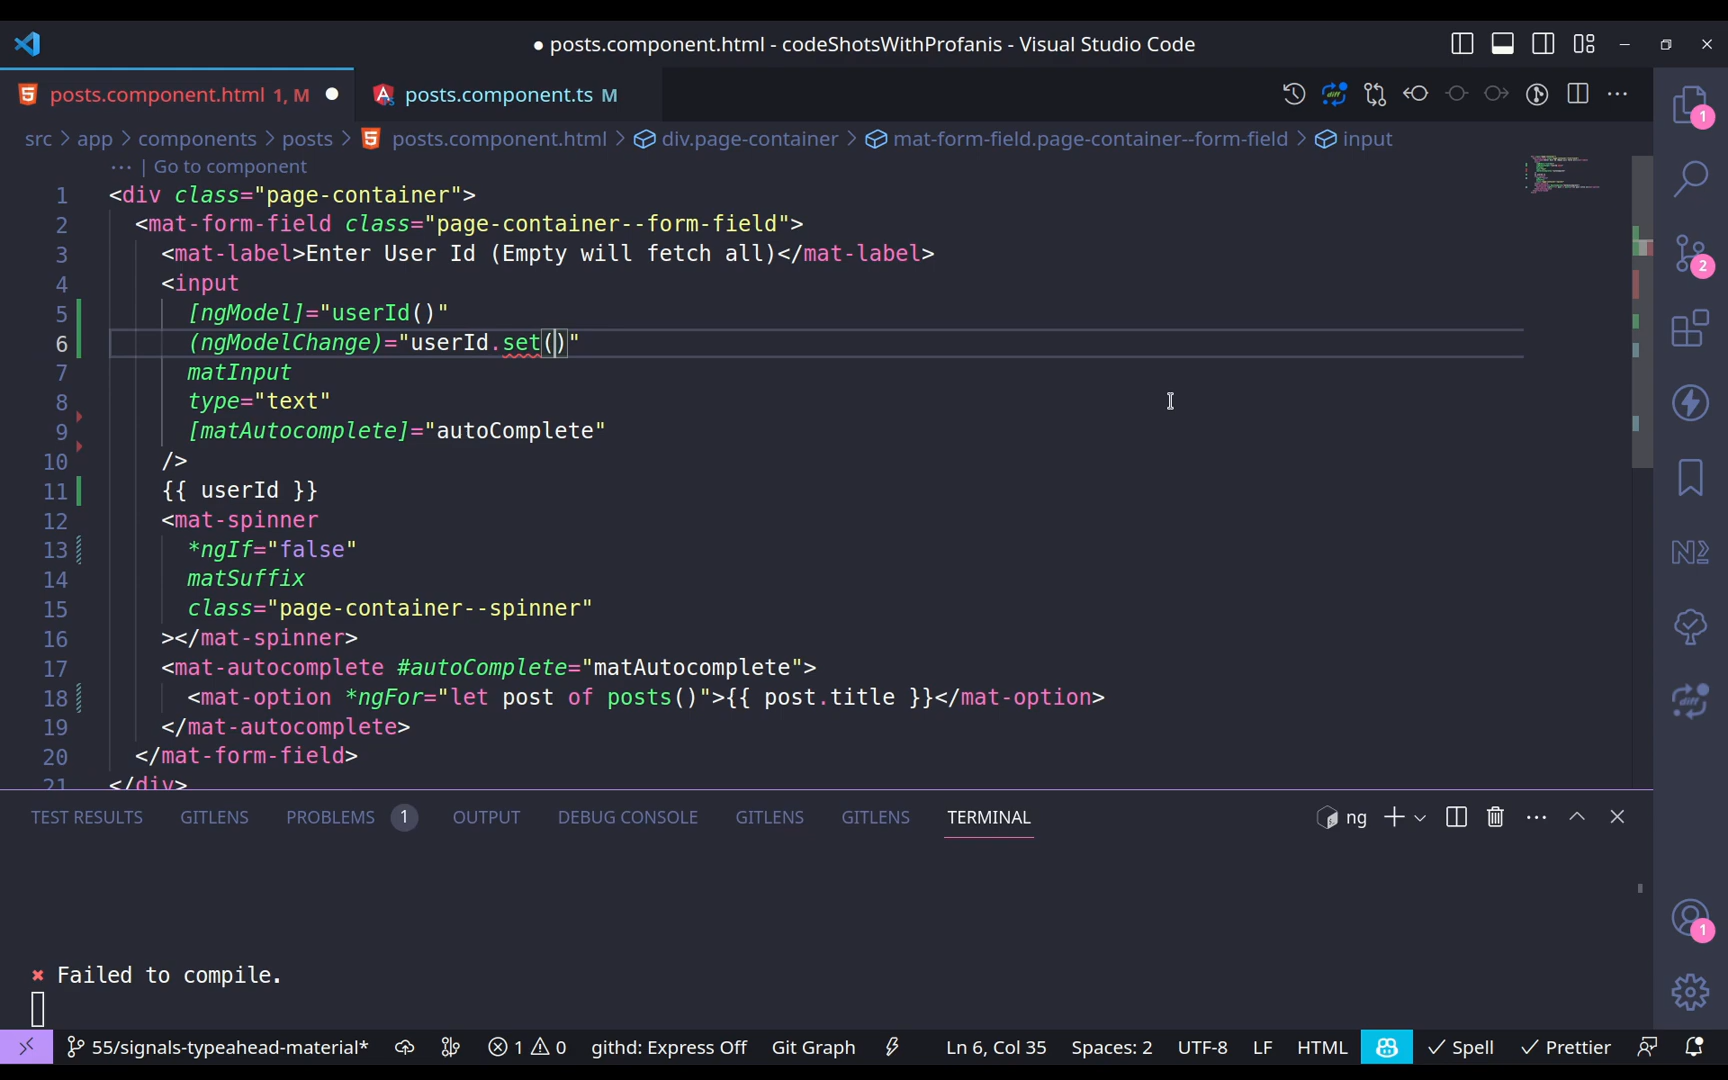 ● posts.component.html - codeShotsWithProfanis - Visual Studio Code
posts.component.html 1, M ●
posts.component.ts M
src > app > components > posts > posts.component.html > div.page-container > mat-form-field.page-container--form-field > input
··· | Go to component
1 <div class="page-container">
2 <mat-form-field class="page-container--form-field">
3 <mat-label>Enter User Id (Empty will fetch all)</mat-label>
4 <input
5 [ngModel]="userId()"
6 (ngModelChange)="userId.set()"
7 matInput
8 type="text"
9 [matAutocomplete]="autoComplete"
10 />
11 {{ userId }}
12 <mat-spinner
13 *ngIf="false"
14 matSuffix
15 class="page-container--spinner"
16 ></mat-spinner>
17 <mat-autocomplete #autoComplete="matAutocomplete">
18 <mat-option *ngFor="let post of posts()">{{ post.title }}</mat-option>
19 </mat-autocomplete>
20 </mat-form-field>
21 </div>
1
2
N
diff
TEST RESULTS GITLENS PROBLEMS 1 OUTPUT DEBUG CONSOLE GITLENS GITLENS TERMINAL
ng
✖ Failed to compile.
1
55/signals-typeahead-material* 1 0 githd: Express Off Git Graph Ln 6, Col 35 Spaces: 2 UTF-8 LF HTML Spell Prettier